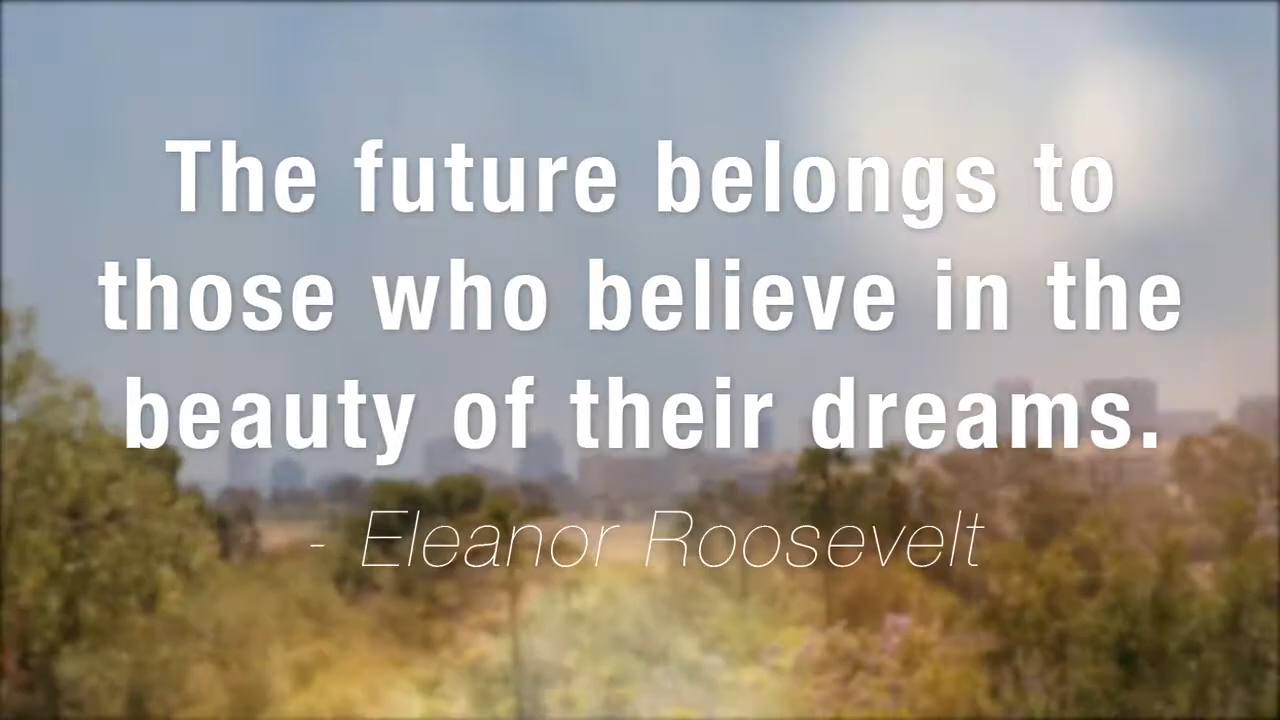 The future belongs to
those who believe in the
beauty of their dreams.
- Eleanor Roosevelt